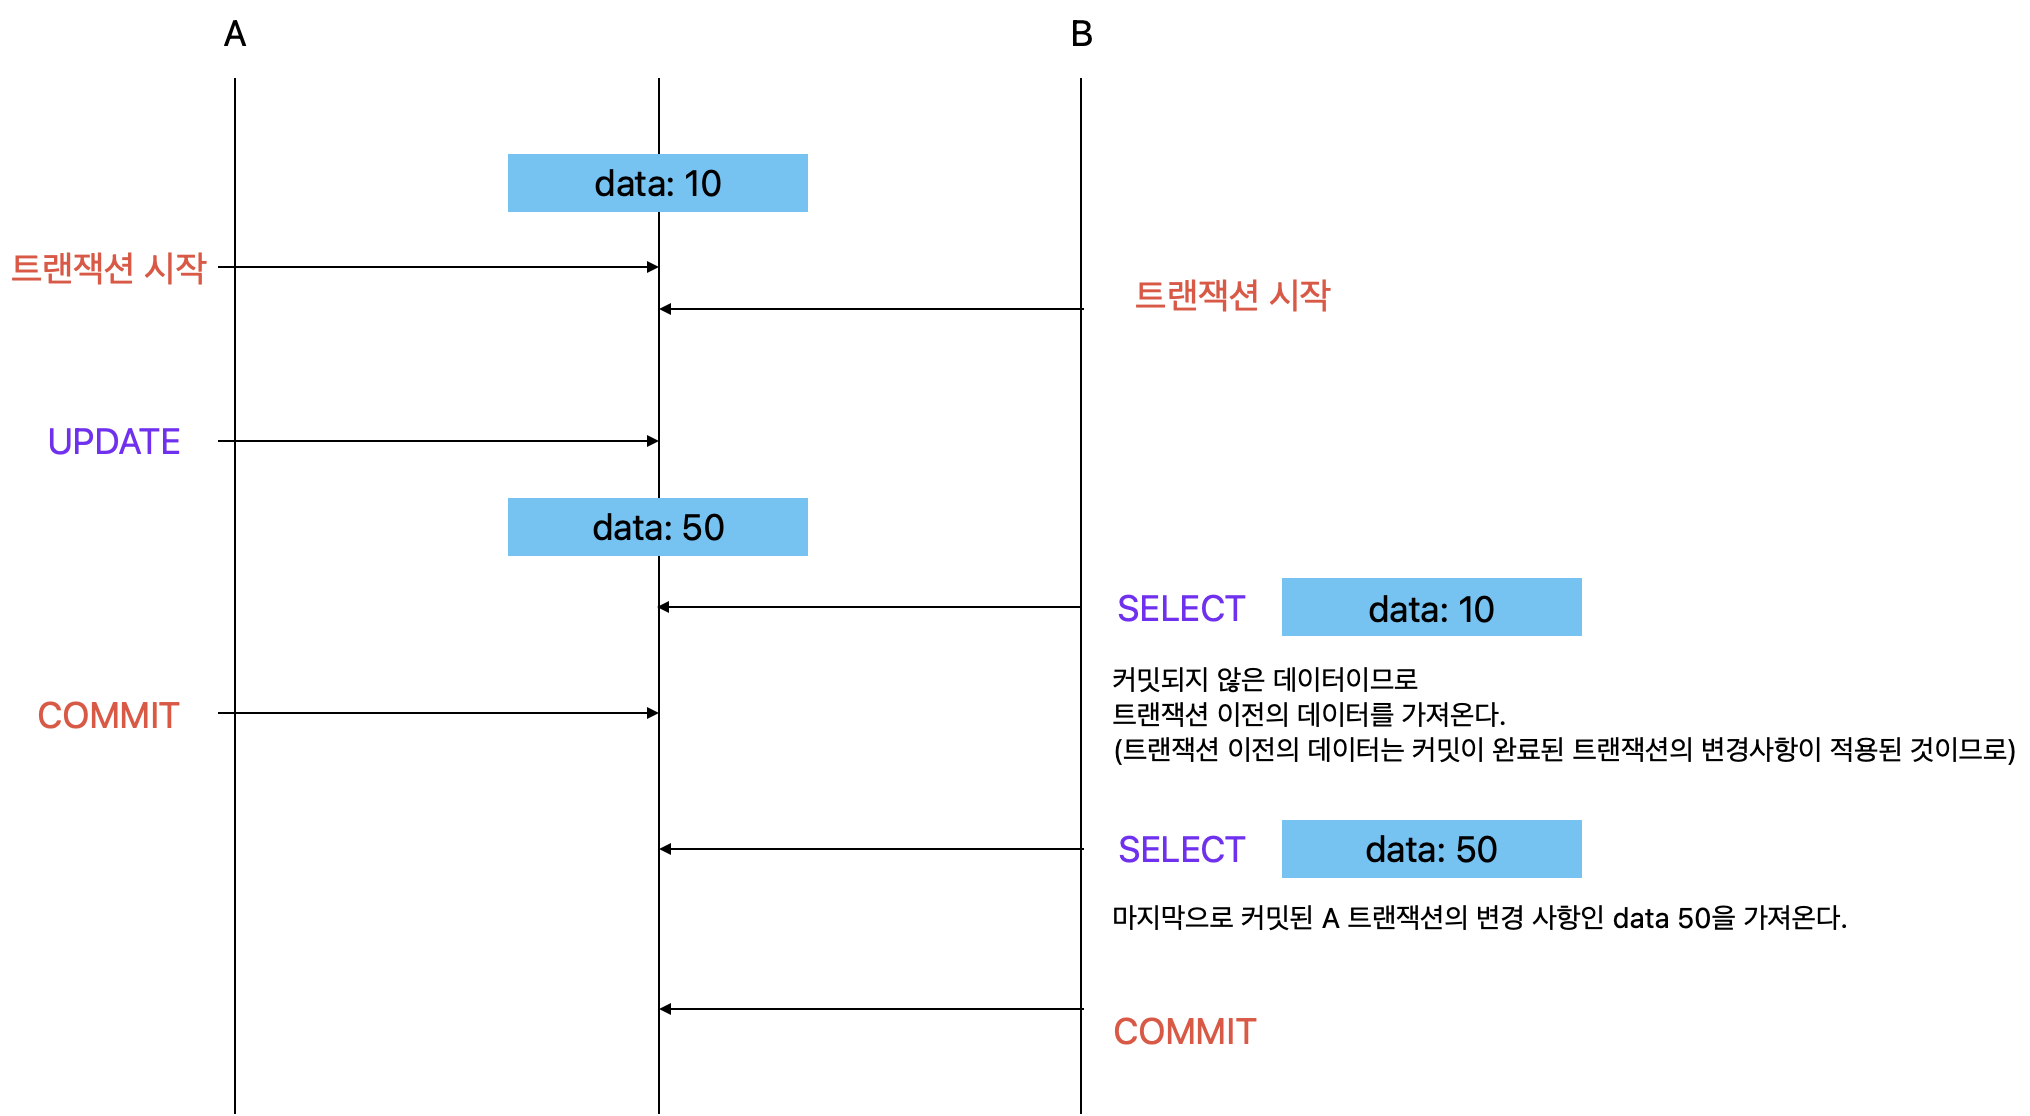 A
B
data: 10
트랜잭션 시작
트랜잭션 시작
UPDATE
data: 50
SELECT
data: 10
커밋되지 않은 데이터이므로
트랜잭션 이전의 데이터를 가져온다.
(트랜잭션 이전의 데이터는 커밋이 완료된 트랜잭션의 변경사항이 적용된 것이므로)
COMMIT
SELECT
data: 50
마지막으로 커밋된 A 트랜잭션의 변경 사항인 data 50을 가져온다.
COMMIT